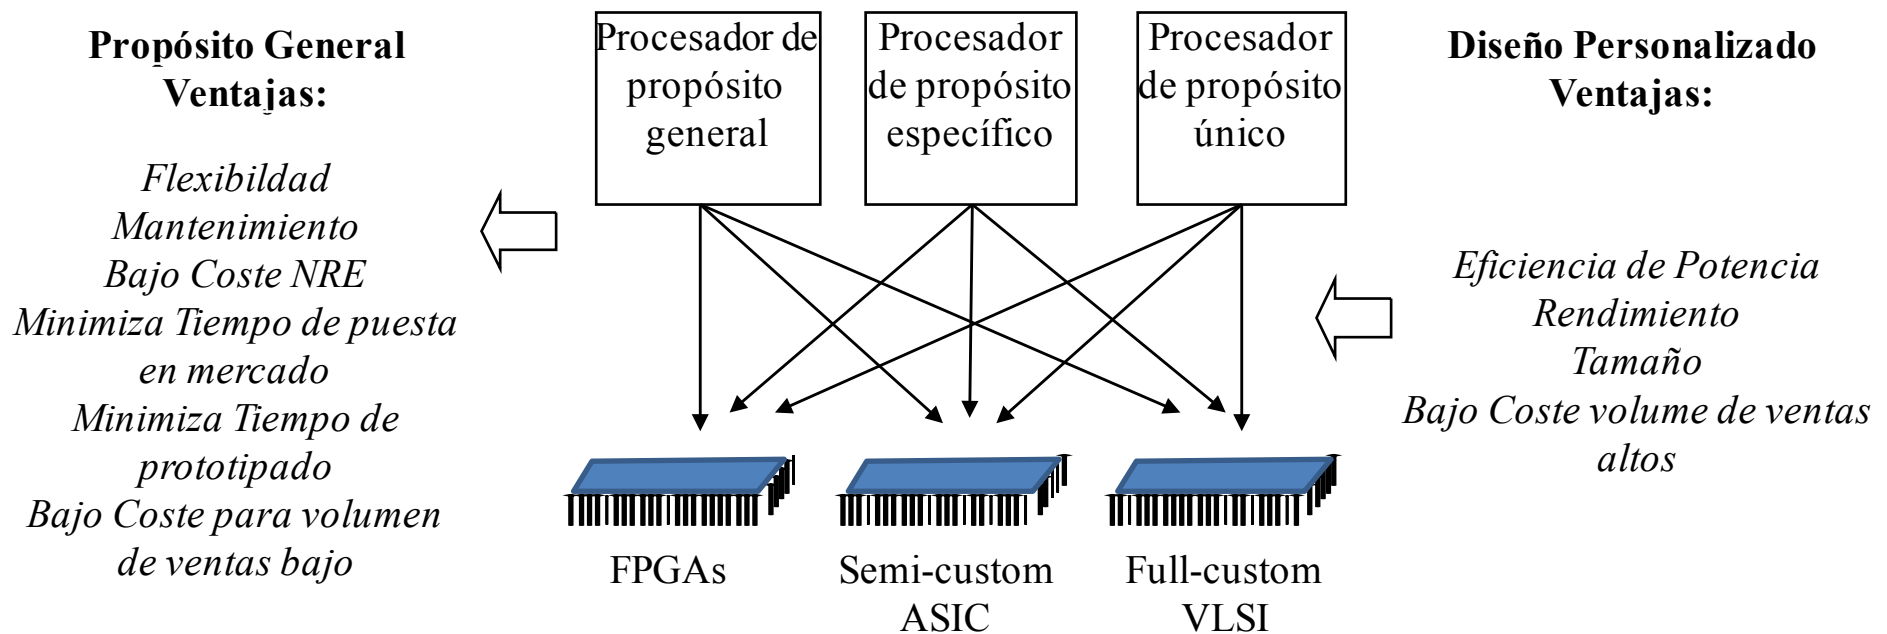 Propósito General
Ventajas:
Flexibildad
Mantenimiento
Bajo Coste NRE
Minimiza Tiempo de puesta
en mercado
Minimiza Tiempo de
prototipado
Bajo Coste para volumen
de ventas bajo
Procesador de
propósito
general
Procesador
de propósito
específico
Procesador
de propósito
único
FPGAs
Semi-custom
ASIC
Full-custom
VLSI
Diseño Personalizado
Ventajas:
Eficiencia de Potencia
Rendimiento
Tamaño
Bajo Coste volume de ventas
altos